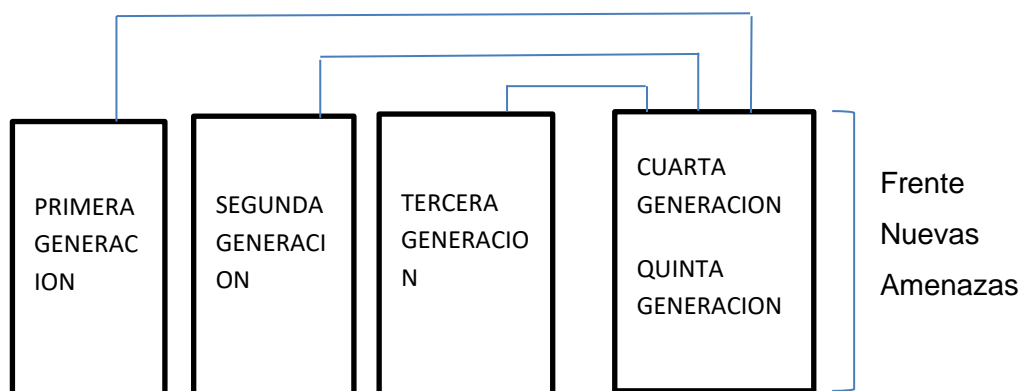 PRIMERA
GENERAC
ION
SEGUNDA
GENERACI
ON
TERCERA
GENERACIO
N
CUARTA
GENERACION
QUINTA
GENERACION
Frente
Nuevas
Amenazas